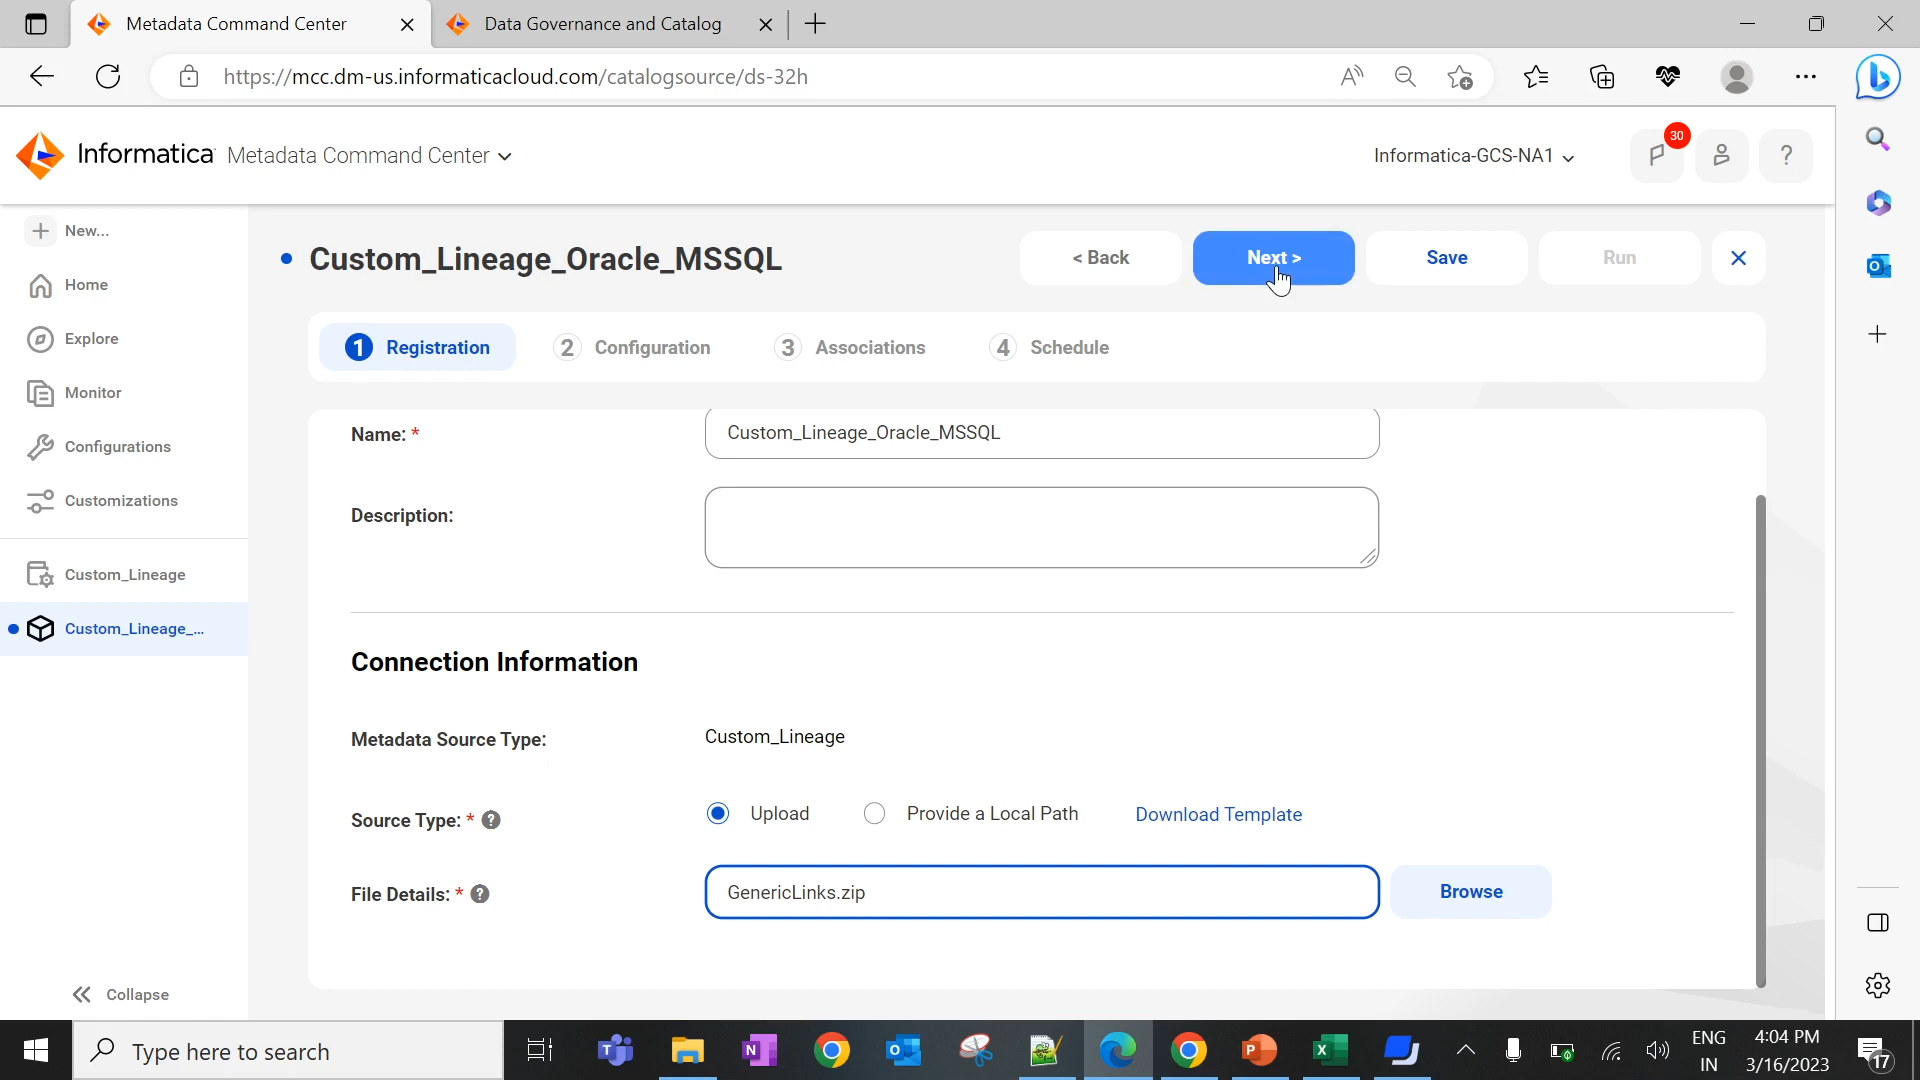 Metadata Command Center
Data Governance and Catalog
https://mcc.dm-us.informaticacloud.com/catalogsource/ds-32h
Informatica Metadata Command Center
Informatica-GCS-NA1
30
?
New...
Home
Explore
Monitor
Configurations
Customizations
Custom_Lineage
Custom_Lineage_...
Collapse
Custom_Lineage_Oracle_MSSQL
< Back
Next >
Save
Run
1 Registration
2 Configuration
3 Associations
4 Schedule
Name: *
Custom_Lineage_Oracle_MSSQL
Description:
Connection Information
Metadata Source Type:
Custom_Lineage
Source Type: * ?
Upload
Provide a Local Path
Download Template
File Details: * ?
GenericLinks.zip
Browse
Type here to search
ENG
IN
4:04 PM
3/16/2023
17